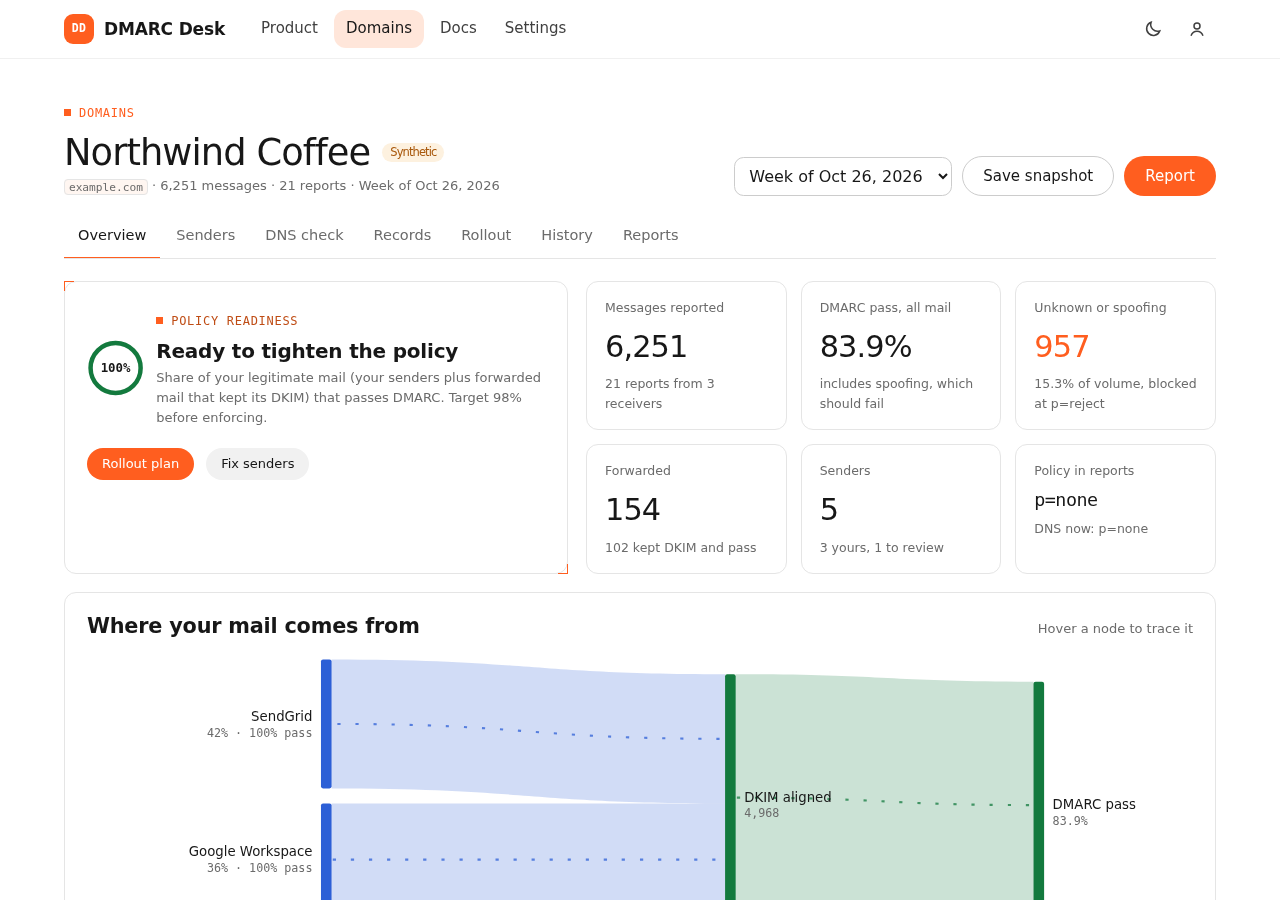 DD DMARC Desk Product Domains Docs Settings
DOMAINS
Northwind Coffee Synthetic
example.com · 6,251 messages · 21 reports · Week of Oct 26, 2026
Week of Oct 26, 2026 Save snapshot Report
Overview Senders DNS check Records Rollout History Reports
POLICY READINESS
100%
Ready to tighten the policy
Share of your legitimate mail (your senders plus forwarded
mail that kept its DKIM) that passes DMARC. Target 98%
before enforcing.
Rollout plan Fix senders
Messages reported
6,251
21 reports from 3
receivers
DMARC pass, all mail
83.9%
includes spoofing, which
should fail
Unknown or spoofing
957
15.3% of volume, blocked
at p=reject
Forwarded
154
102 kept DKIM and pass
Senders
5
3 yours, 1 to review
Policy in reports
p=none
DNS now: p=none
Where your mail comes from
Hover a node to trace it
SendGrid
42% · 100% pass
DKIM aligned
4,968
DMARC pass
83.9%
Google Workspace
36% · 100% pass